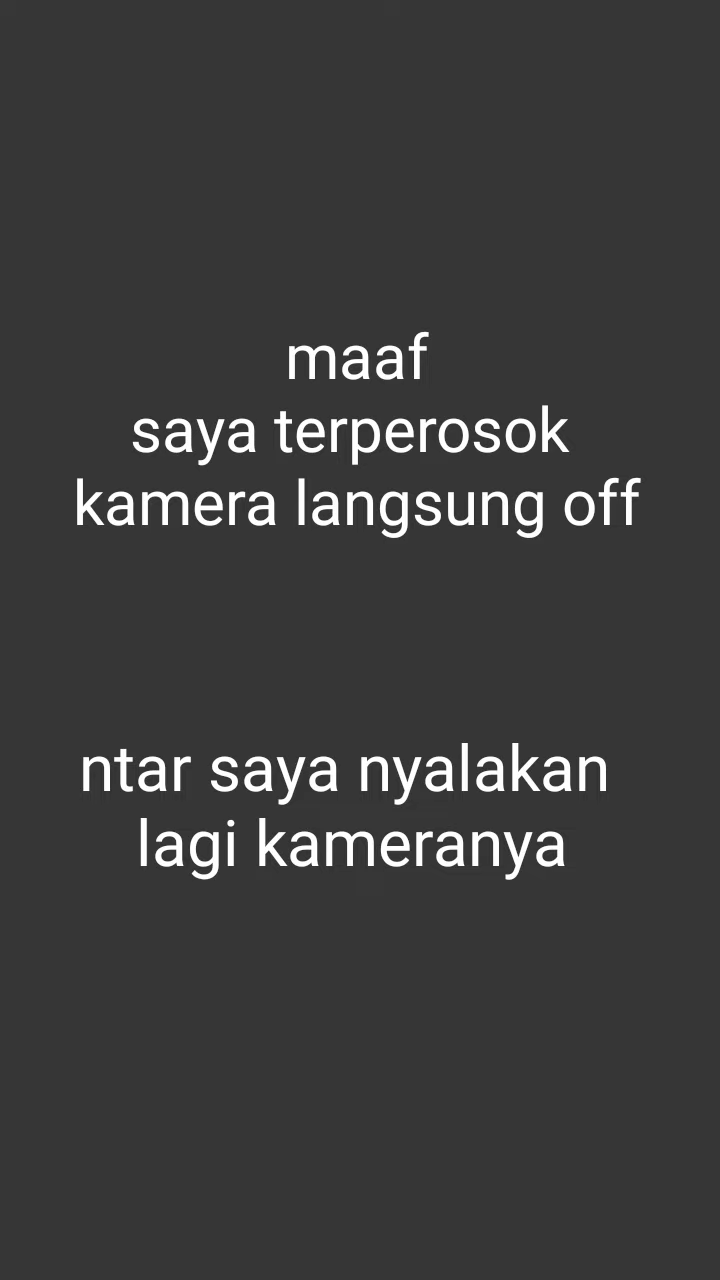 maaf
saya terperosok
kamera langsung off
ntar saya nyalakan
lagi kameranya